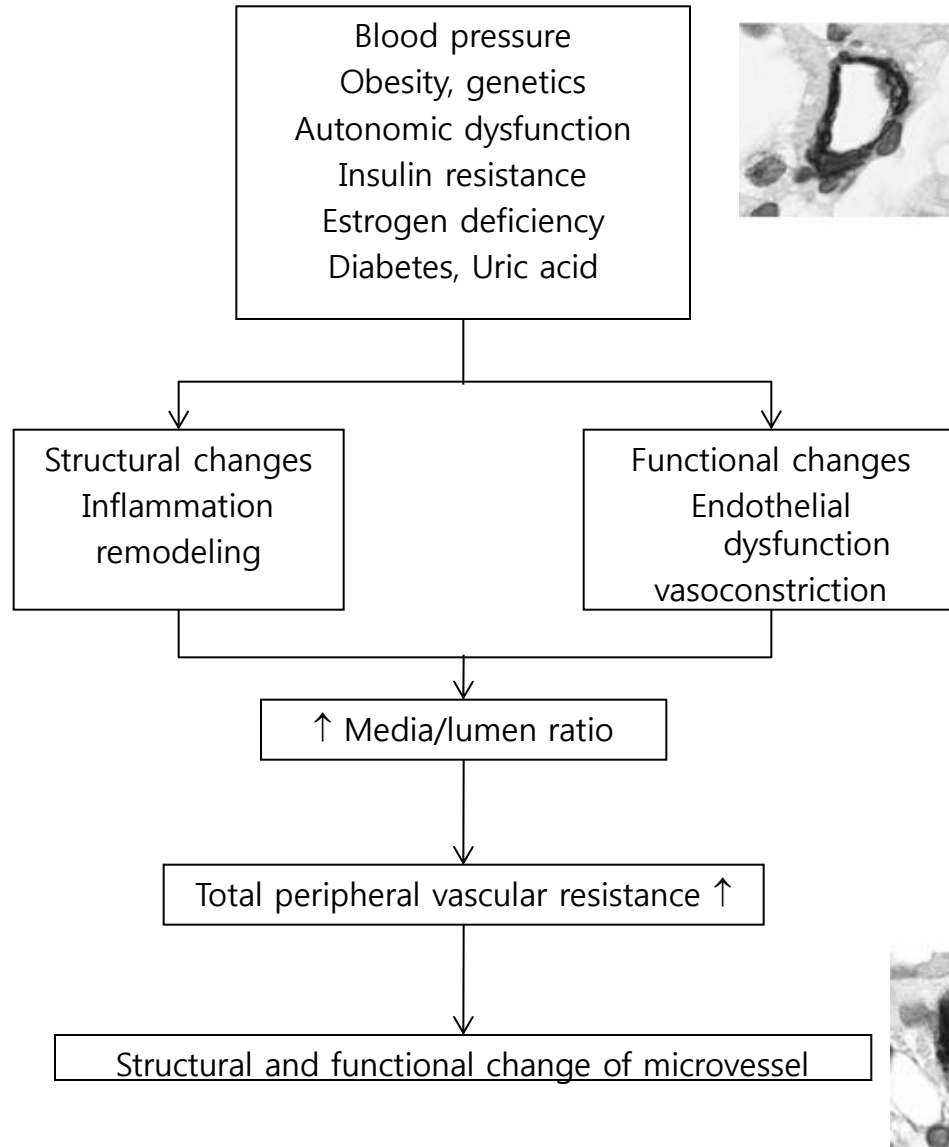 Blood pressure
Obesity, genetics
Autonomic dysfunction
Insulin resistance
Estrogen deficiency
Diabetes, Uric acid
Structural changes
Inflammation
remodeling
Functional changes
Endothelial
dysfunction
vasoconstriction
↑ Media/lumen ratio
Total peripheral vascular resistance ↑
Structural and functional change of microvessel